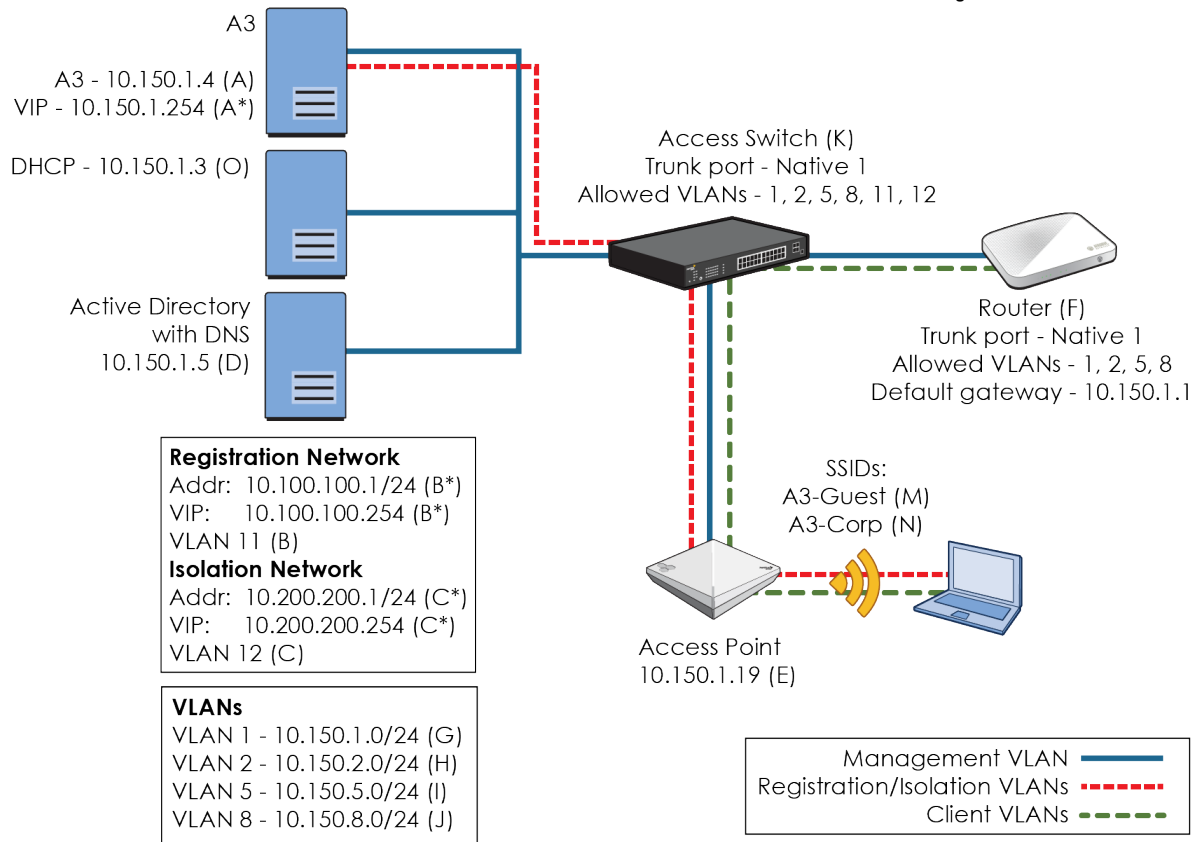 A3
A3 - 10.150.1.4 (A)
VIP - 10.150.1.254 (A*)
DHCP - 10.150.1.3 (O)
Active Directory
with DNS
10.150.1.5 (D)
Access Switch (K)
Trunk port - Native 1
Allowed VLANs - 1, 2, 5, 8, 11, 12
Router (F)
Trunk port - Native 1
Allowed VLANs - 1, 2, 5, 8
Default gateway - 10.150.1.1
SSIDs:
A3-Guest (M)
A3-Corp (N)
Access Point
10.150.1.19 (E)
Registration Network
Addr: 10.100.100.1/24 (B*)
VIP: 10.100.100.254 (B*)
VLAN 11 (B)
Isolation Network
Addr: 10.200.200.1/24 (C*)
VIP: 10.200.200.254 (C*)
VLAN 12 (C)
VLANs
VLAN 1 - 10.150.1.0/24 (G)
VLAN 2 - 10.150.2.0/24 (H)
VLAN 5 - 10.150.5.0/24 (I)
VLAN 8 - 10.150.8.0/24 (J)
Management VLAN
Registration/Isolation VLANs
Client VLANs